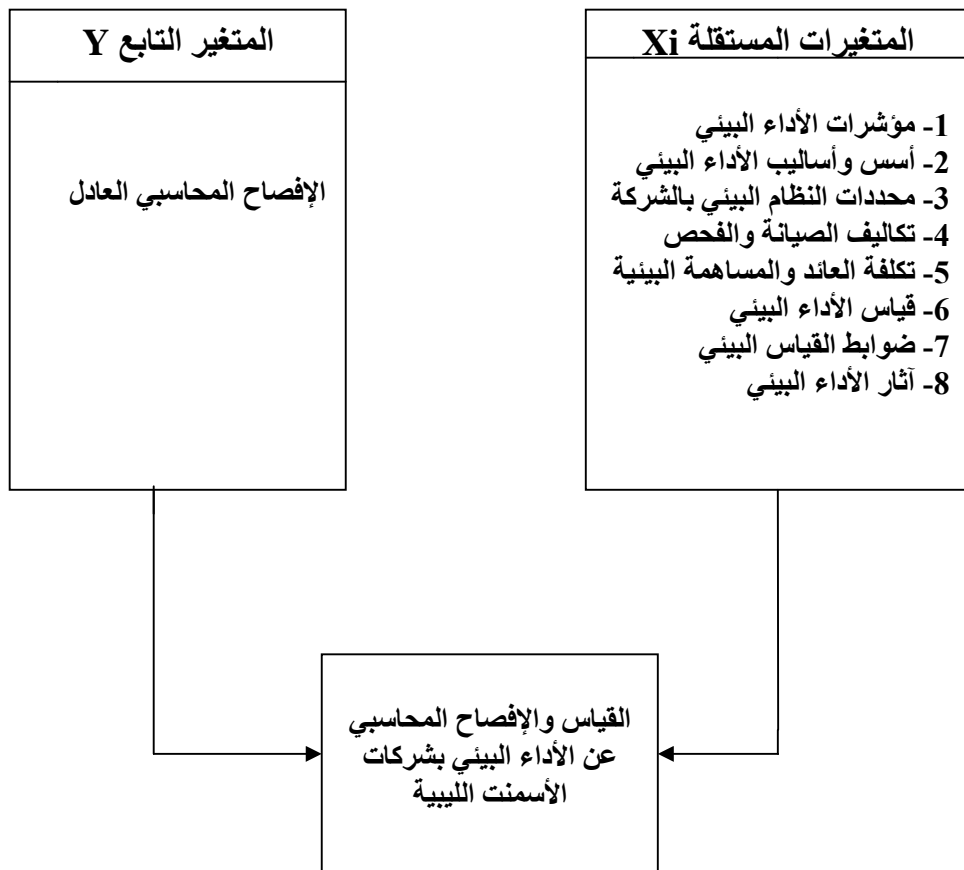 المتغيرات المستقلة Xi
1- مؤشرات الأداء البيئي
2- أسس وأساليب الأداء البيئي
3- محددات النظام البيئي بالشركة
4- تكاليف الصيانة والفحص
5- تكلفة العائد والمساهمة البيئية
6- قياس الأداء البيئي
7- ضوابط القياس البيئي
8- آثار الأداء البيئي
المتغير التابع Y
الإفصاح المحاسبي العادل
القياس والإفصاح المحاسبي
عن الأداء البيئي بشركات
الأسمنت الليبية